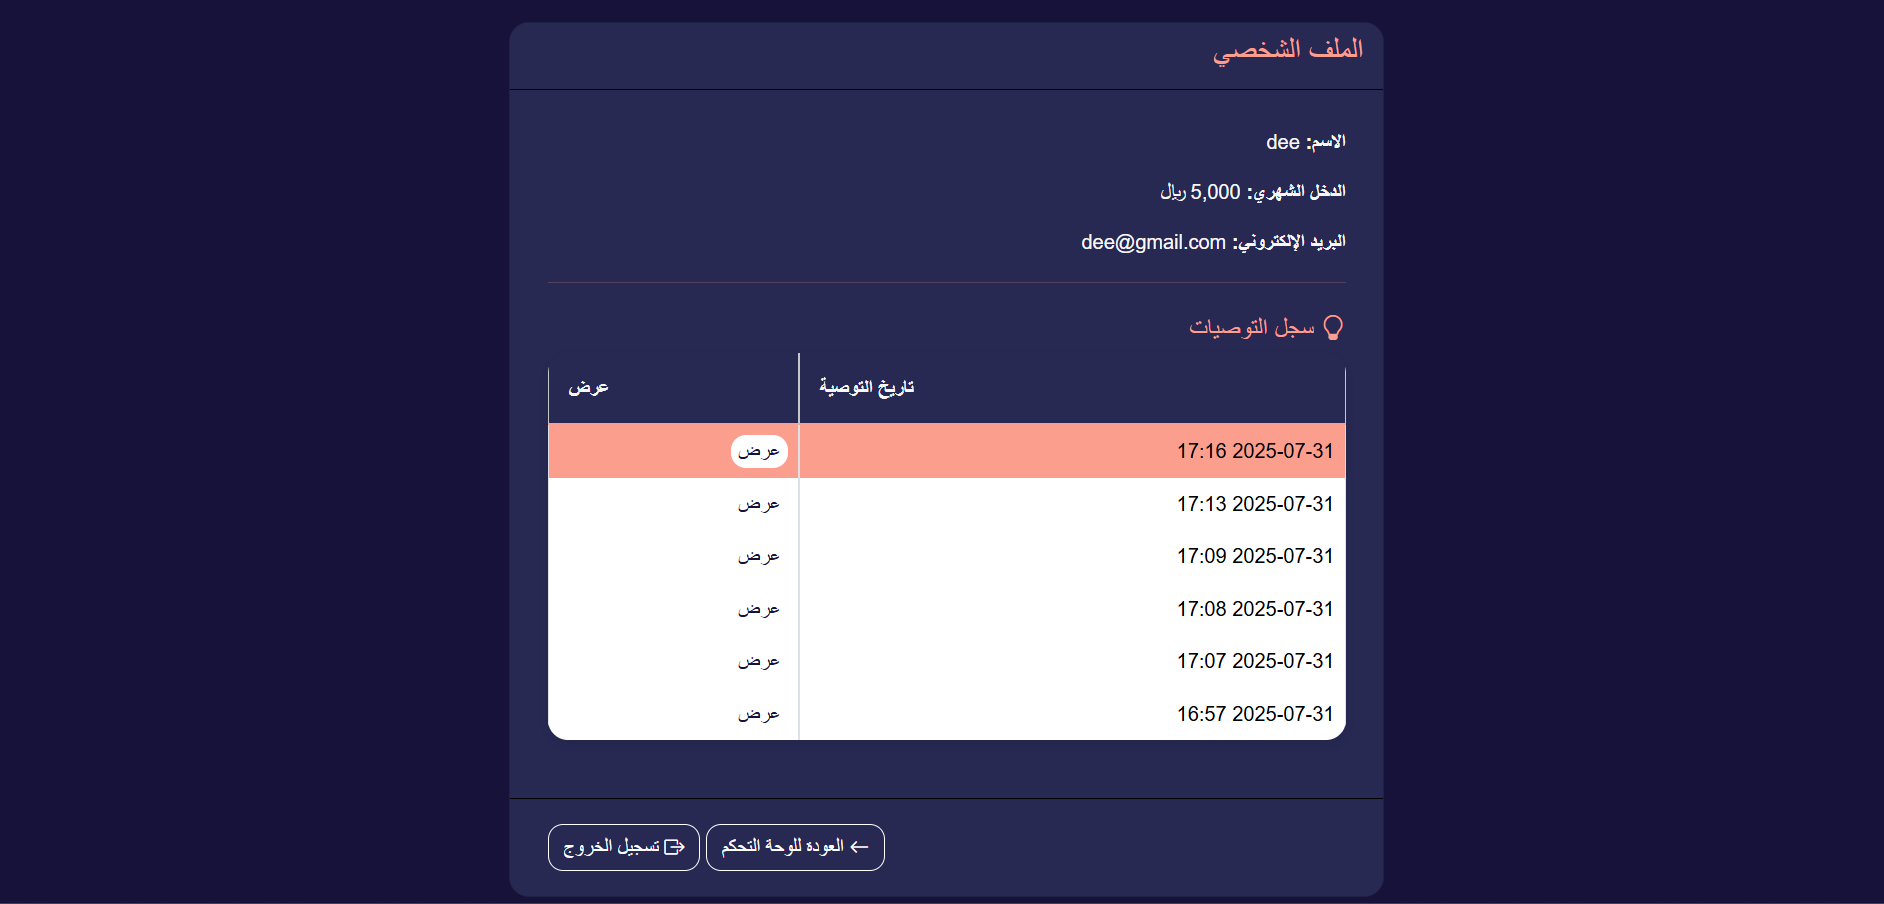 الملف الشخصي
الاسم: dee
الدخل الشهري: 5,000 ريال
البريد الإلكتروني: dee@gmail.com
سجل التوصيات
تاريخ التوصية عرض
2025-07-31 17:16 عرض
2025-07-31 17:13 عرض
2025-07-31 17:09 عرض
2025-07-31 17:08 عرض
2025-07-31 17:07 عرض
2025-07-31 16:57 عرض
العودة للوحة التحكم تسجيل الخروج